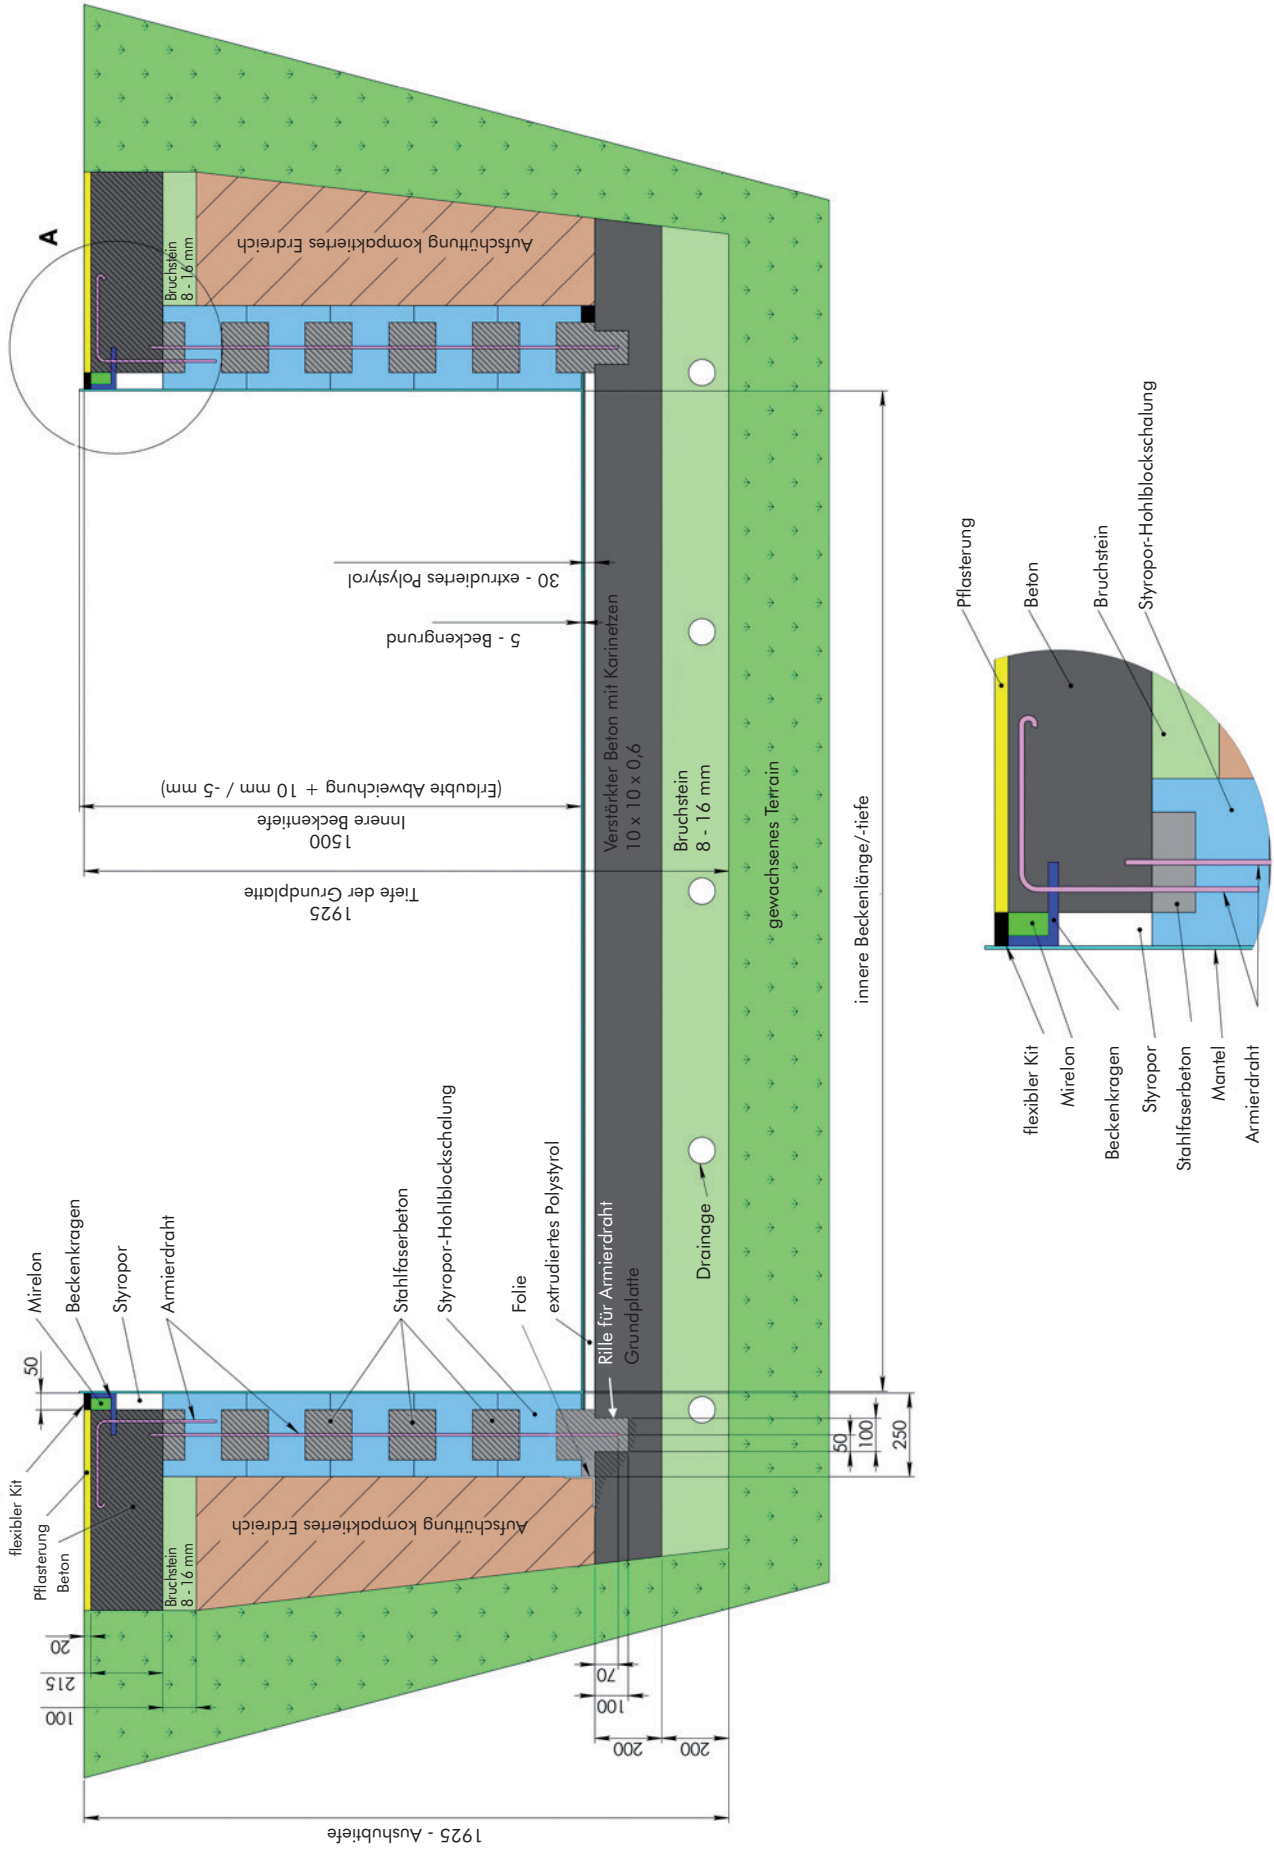 A
flexibler Kit
Pflasterung
Beton
Mirelon
Beckenkragen
Styropor
Armierdraht
Stahlfaserbeton
Styropor-Hohlblockschalung
Folie
extrudiertes Polystyrol
Rille für Armierdraht
Grundplatte
Drainage
50
20
215
100
Bruchstein
8 - 16 mm
Aufschüttung kompaktiertes Erdreich
70
100
200
200
1925 - Aushubtiefe
50
100
250
1925
Tiefe der Grundplatte
1500
Innere Beckentiefe
(Erlaubte Abweichung + 10 mm / -5 mm)
5 - Beckengrund
30 - extrudiertes Polystyrol
Verstärkter Beton mit Karinetzen
10 x 10 x 0,6
Bruchstein
8 - 16 mm
gewachsenes Terrain
innere Beckenlänge/-tiefe
Bruchstein
8 - 16 mm
Aufschüttung kompaktiertes Erdreich
Pflasterung
Beton
Bruchstein
Styropor-Hohlblockschalung
flexibler Kit
Mirelon
Beckenkragen
Styropor
Stahlfaserbeton
Mantel
Armierdraht